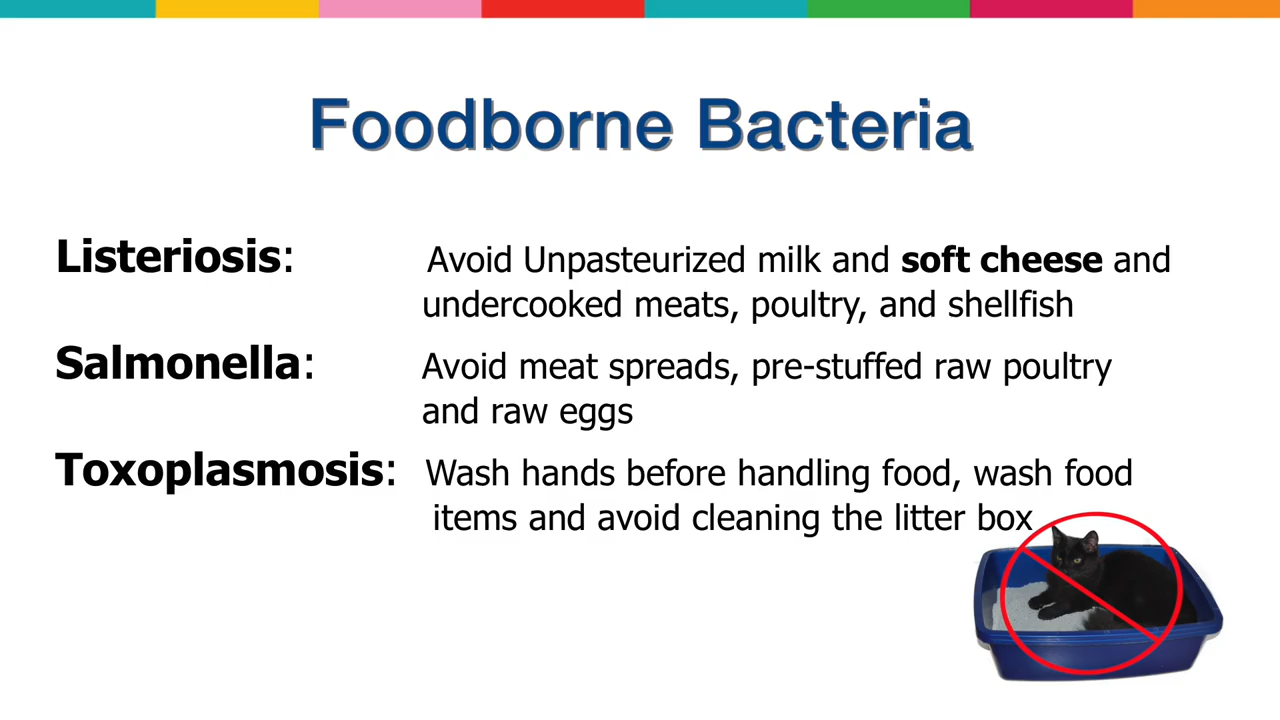 Foodborne Bacteria
Listeriosis: Avoid Unpasteurized milk and soft cheese and
undercooked meats, poultry, and shellfish
Salmonella: Avoid meat spreads, pre-stuffed raw poultry
and raw eggs
Toxoplasmosis: Wash hands before handling food, wash food
items and avoid cleaning the litter box